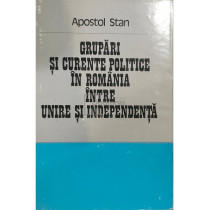 Apostol Stan
GRUPĂRI
ȘI CURENTE POLITICE
ÎN ROMÂNIA
ÎNTRE
UNIRE ȘI INDEPENDENȚĂ